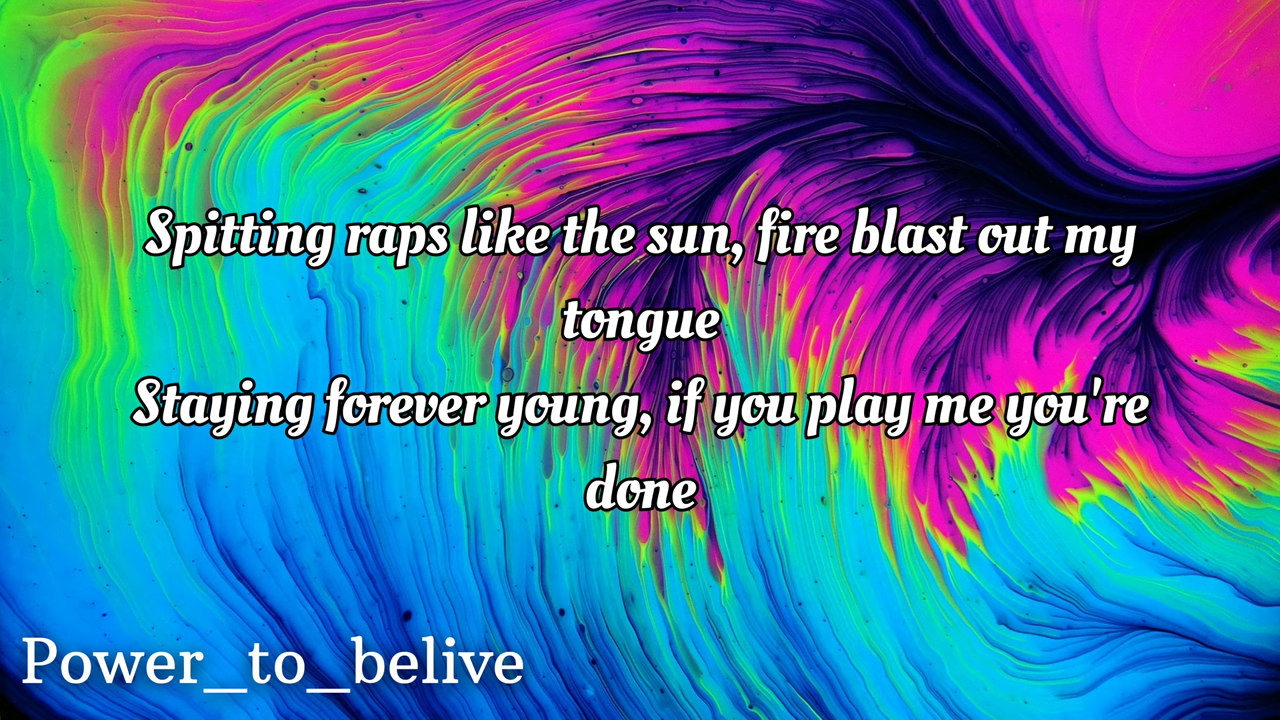 Spitting raps like the sun, fire blast out my
tongue
Staying forever young, if you play me you're
done
Power_to_belive